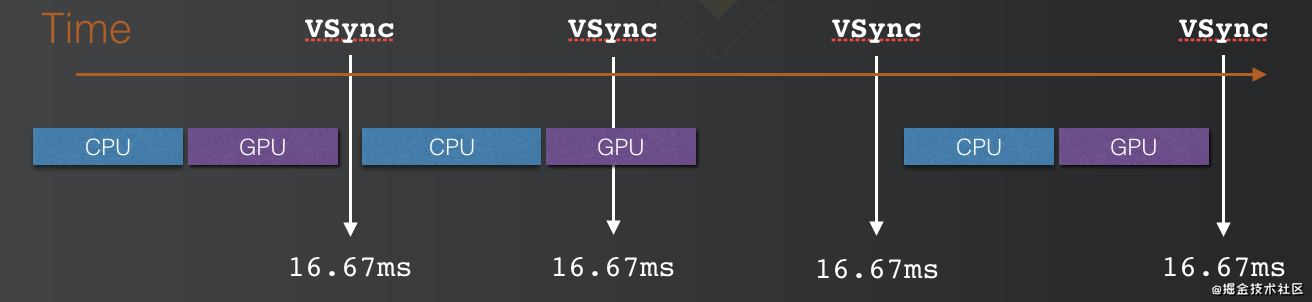 Time VSync VSync VSync VSync
CPU GPU CPU GPU CPU GPU
16.67ms 16.67ms 16.67ms 16.67ms
@掘金技术社区